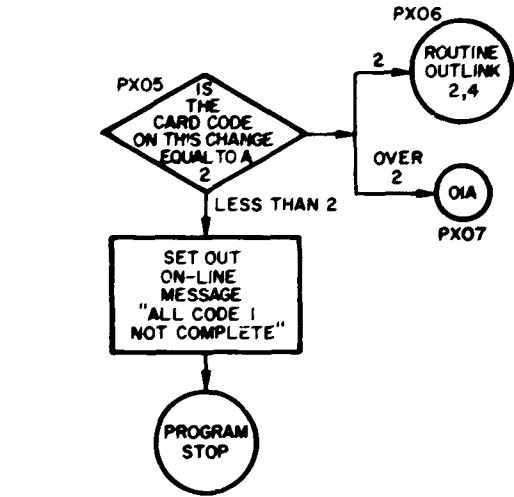 PX06
ROUTINE
OUTLINK
2,4
2
PX05
IS
THE
CARD CODE
ON THIS CHANGE
EQUAL TO A
2
OVER
2
01A
PX07
LESS THAN 2
SET OUT
ON-LINE
MESSAGE
"ALL CODE 1
NOT COMPLETE"
PROGRAM
STOP